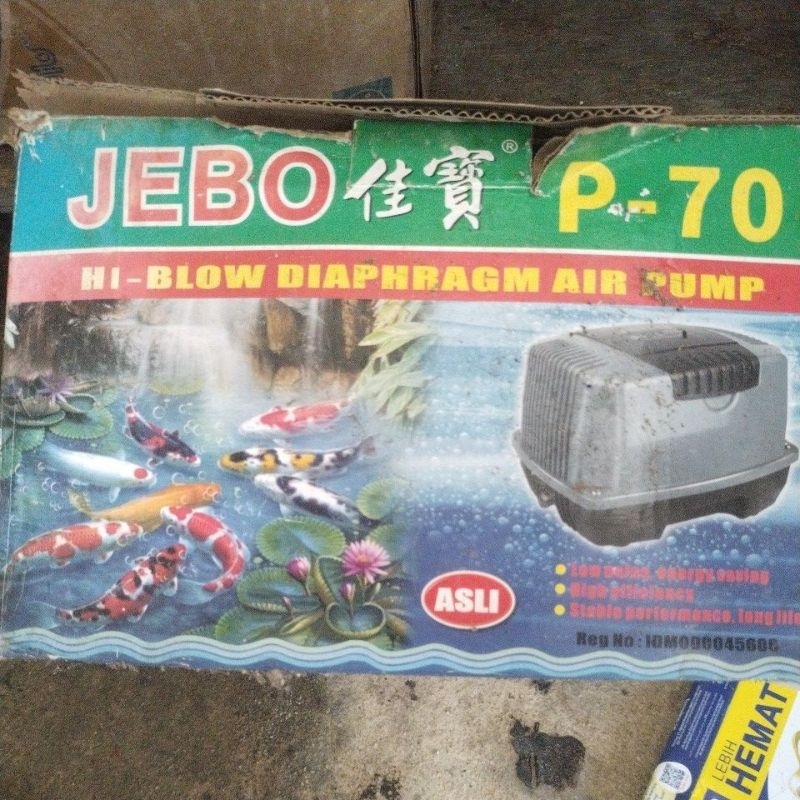 JEBO 佳寶® P-70
HI-BLOW DIAPHRAGM AIR PUMP
Low noise, energy saving
High efficiency
Stable performance, long life
ASLI
Reg No :
LEBIH
HEMAT